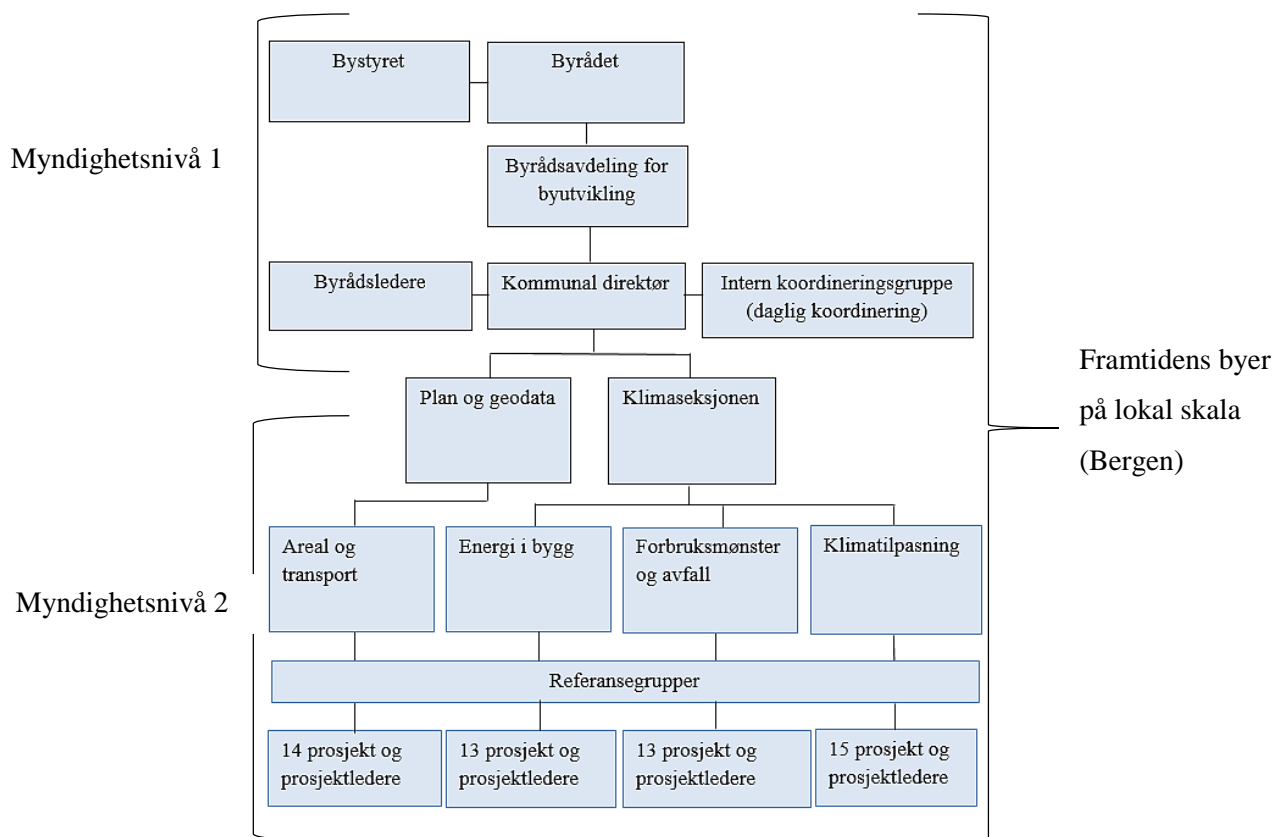 Bystyret
Byrådet
Myndighetsnivå 1
Byrådsavdeling for
byutvikling
Byrådsledere
Kommunal direktør
Intern koordineringsgruppe
(daglig koordinering)
Plan og geodata
Klimaseksjonen
Framtidens byer
på lokal skala
(Bergen)
Myndighetsnivå 2
Areal og
transport
Energi i bygg
Forbruksmønster
og avfall
Klimatilpasning
Referansegrupper
14 prosjekt og
prosjektledere
13 prosjekt og
prosjektledere
13 prosjekt og
prosjektledere
15 prosjekt og
prosjektledere